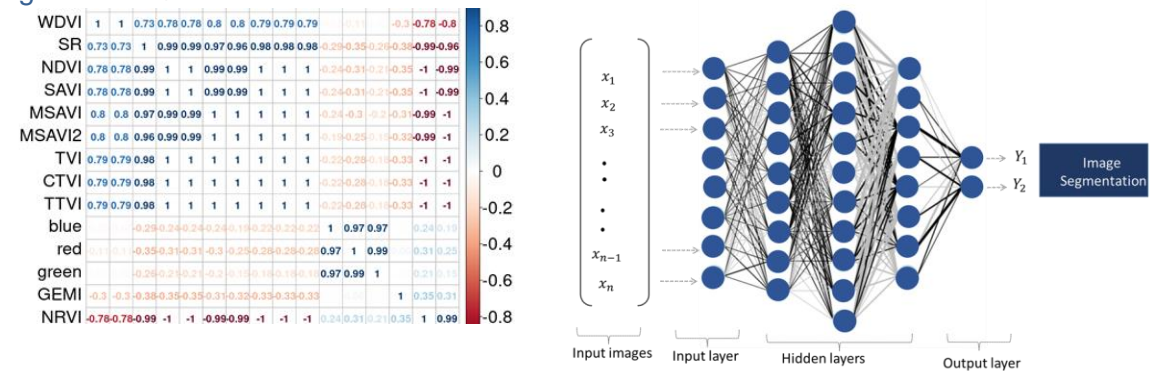 WDVI 1 1 0.73 0.78 0.78 0.8 0.8 0.79 0.79 0.79 -0.3 -0.78 -0.8
SR 0.73 0.73 1 0.99 0.99 0.97 0.96 0.98 0.98 0.98 -0.29 -0.35 -0.26 -0.38 -0.99 -0.96
NDVI 0.78 0.78 0.99 1 1 0.99 0.99 1 1 1 -0.24 -0.31 -0.21 -0.35 -1 -0.99
SAVI 0.78 0.78 0.99 1 1 0.99 0.99 1 1 1 -0.24 -0.31 -0.21 -0.35 -1 -0.99
MSAVI 0.8 0.8 0.97 0.99 0.99 1 1 1 1 1 -0.24 -0.3 -0.2 -0.31 -0.99 -1
MSAVI2 0.8 0.8 0.96 0.99 0.99 1 1 1 1 1 -0.19 -0.25 -0.32 -0.99 -1
TVI 0.79 0.79 0.98 1 1 1 1 1 1 1 -0.22 -0.28 -0.33 -1 -1
CTVI 0.79 0.79 0.98 1 1 1 1 1 1 1 -0.22 -0.28 -0.33 -1 -1
TTVI 0.79 0.79 0.98 1 1 1 1 1 1 1 -0.22 -0.28 -0.33 -1 -1
blue -0.29 -0.24 -0.24 -0.24 -0.19 -0.22 -0.22 -0.22 1 0.97 0.97 0.24 0.19
red -0.35 -0.31 -0.31 -0.3 -0.25 -0.28 -0.28 -0.28 0.97 1 0.99 0.31 0.25
green -0.26 -0.21 -0.21 -0.2 0.97 0.99 1 0.21 0.15
GEMI -0.3 -0.3 -0.38 -0.35 -0.35 -0.31 -0.32 -0.33 -0.33 -0.33 1 0.35 0.31
NRVI -0.78 -0.78 -0.99 -1 -1 -0.99 -0.99 -1 -1 -1 0.24 0.31 0.21 0.35 1 0.99
0.8
0.6
0.4
0.2
0
-0.2
-0.4
-0.6
-0.8
x1
x2
x3
xn−1
xn
Y1
Y2
Image
Segmentation
Input images
Input layer
Hidden layers
Output layer